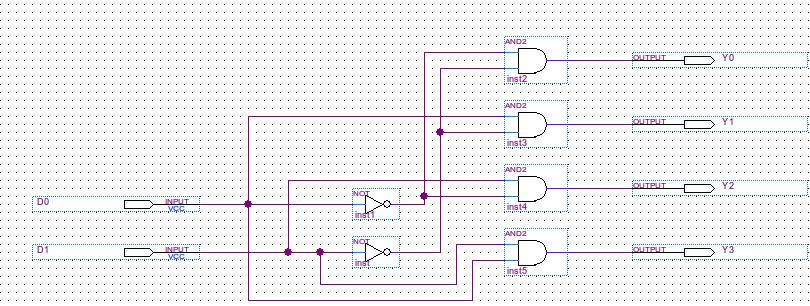 AND2
inst2
OUTPUT
Y0
AND2
inst3
OUTPUT
Y1
AND2
inst4
OUTPUT
Y2
D0
INPUT
VCC
NOT
inst1
D1
INPUT
VCC
NOT
inst
AND2
inst5
OUTPUT
Y3